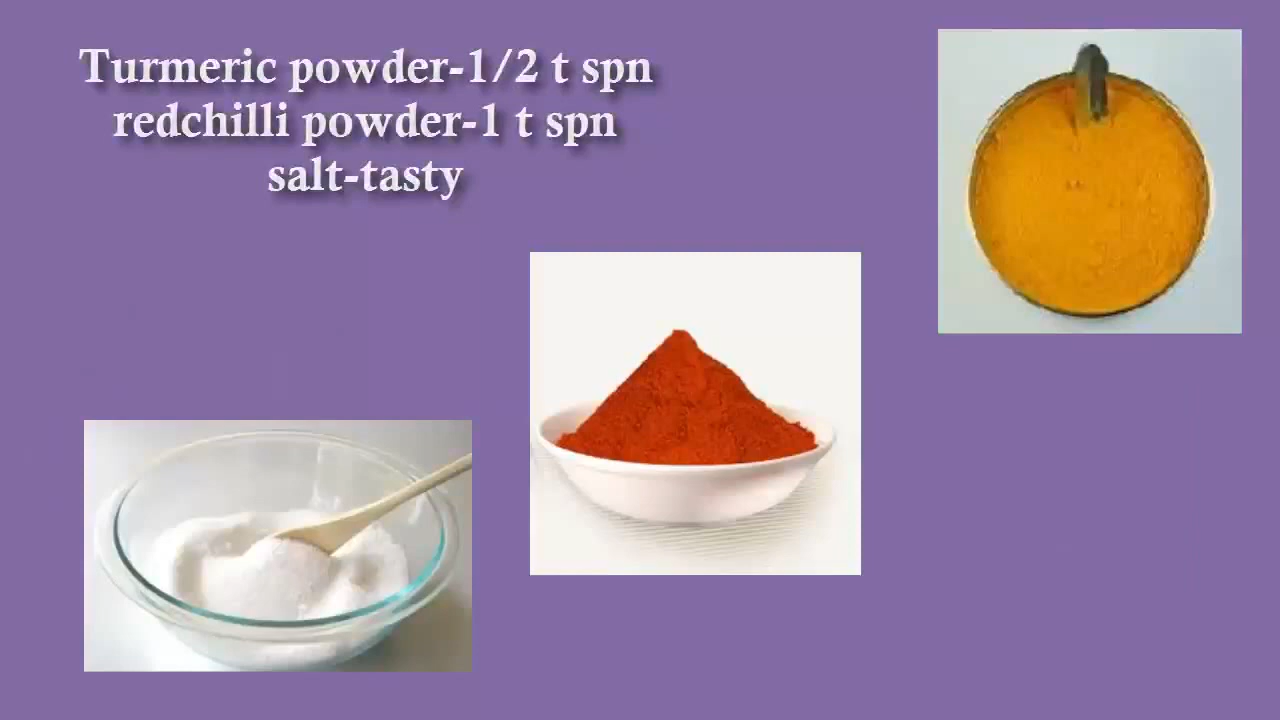 Turmeric powder-1/2 t spn
redchilli powder-1 t spn
salt-tasty